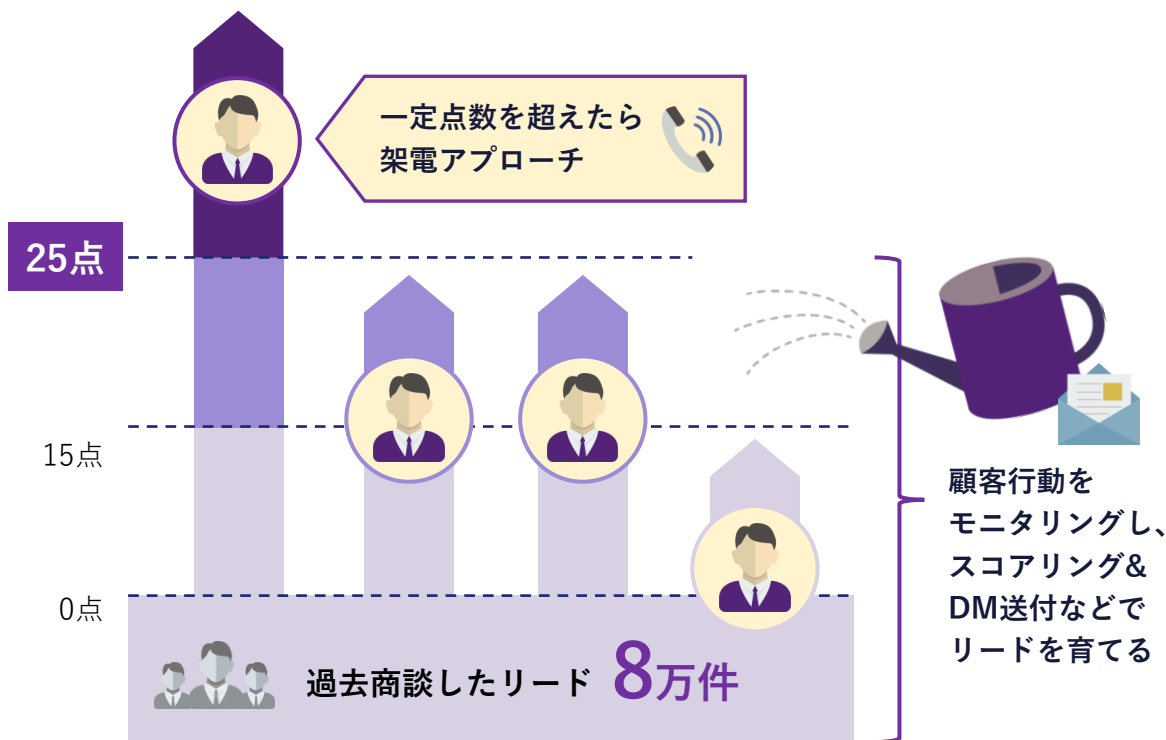 一定点数を超えたら
架電アプローチ
25点
15点
0点
過去商談したリード 8万件
顧客行動を
モニタリングし、
スコアリング&
DM送付などで
リードを育てる